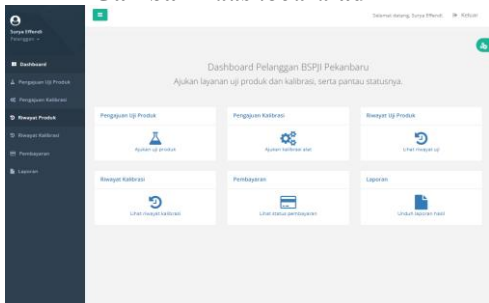 Surya Effendi
Pelanggan
Dashboard
Pengajuan Uji Produk
Pengajuan Kalibrasi
Riwayat Produk
Riwayat Kalibrasi
Pembayaran
Laporan
Selamat datang, Surya Effendi
Keluar
Dashboard Pelanggan BSPJI Pekanbaru
Ajukan layanan uji produk dan kalibrasi, serta pantau statusnya.
Pengajuan Uji Produk
Ajukan uji produk
Pengajuan Kalibrasi
Ajukan kalibrasi alat
Riwayat Uji Produk
Lihat riwayat uji
Riwayat Kalibrasi
Lihat riwayat kalibrasi
Pembayaran
Lihat status pembayaran
Laporan
Unduh laporan hasil